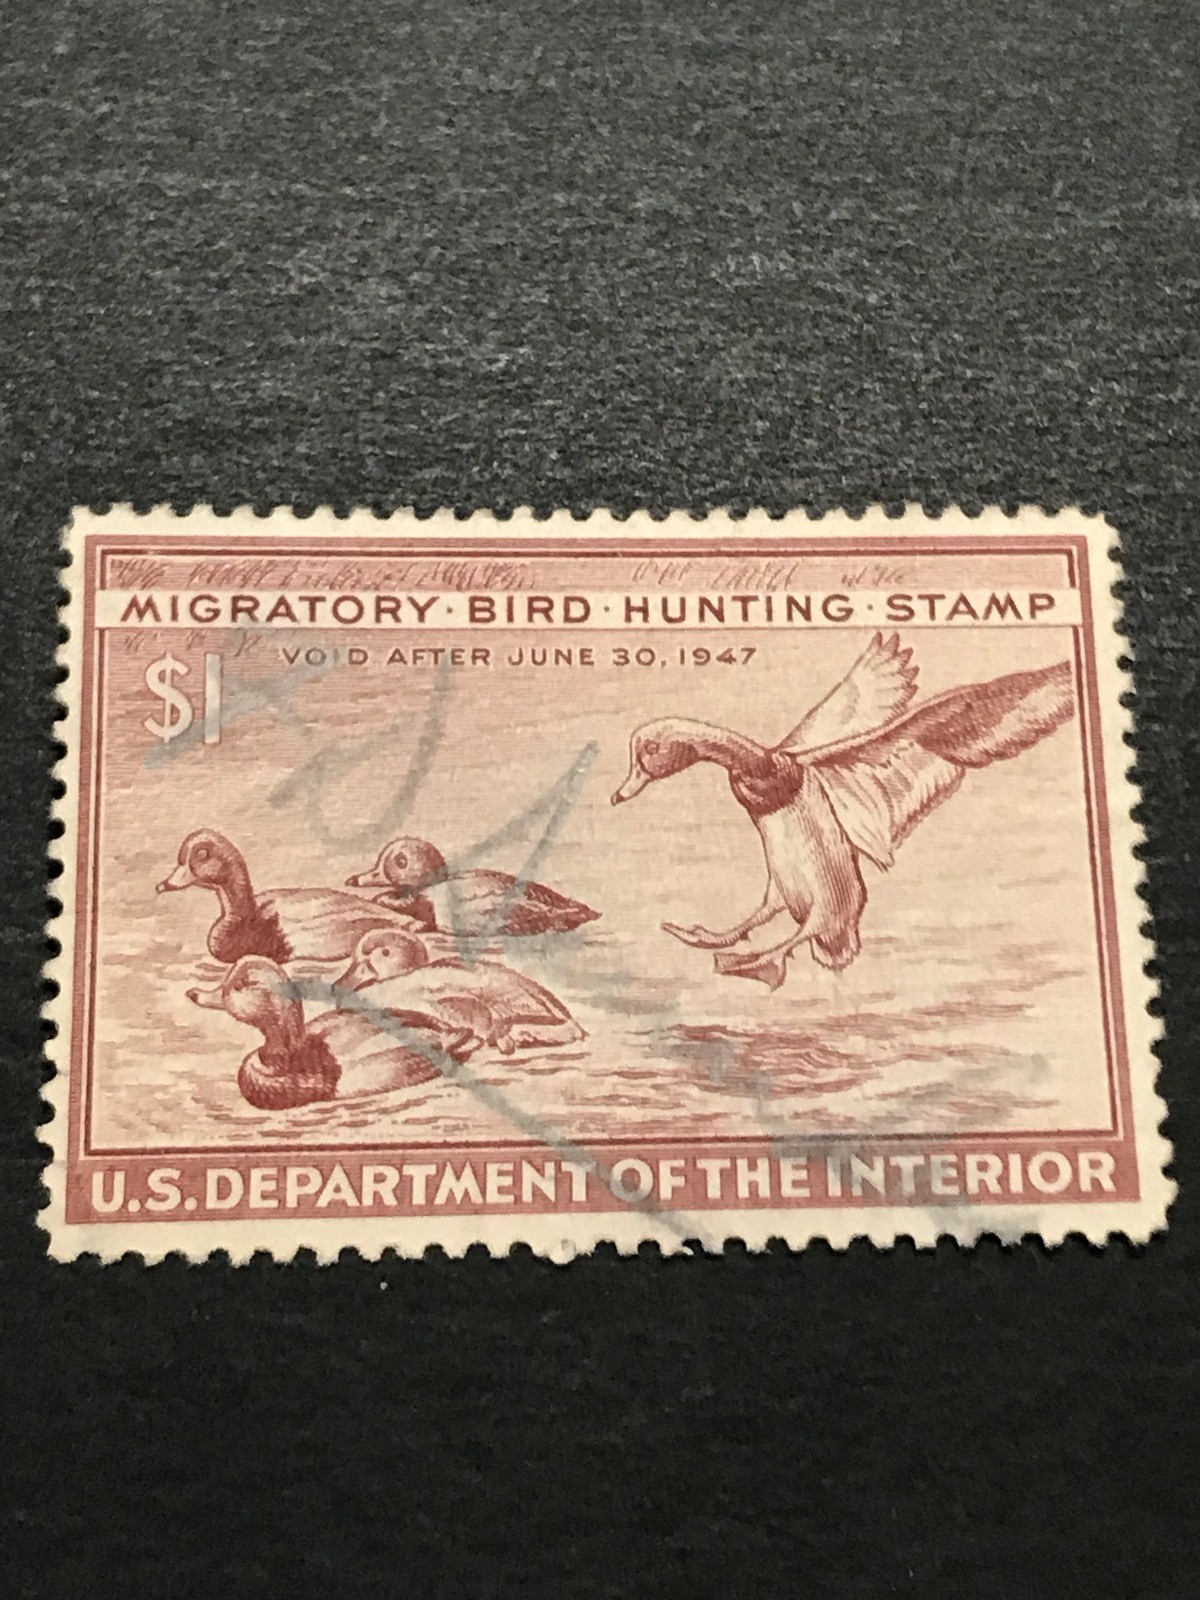 MIGRATORY·BIRD·HUNTING·STAMP
$1
VOID AFTER JUNE 30, 1947
U.S. DEPARTMENT OF THE INTERIOR